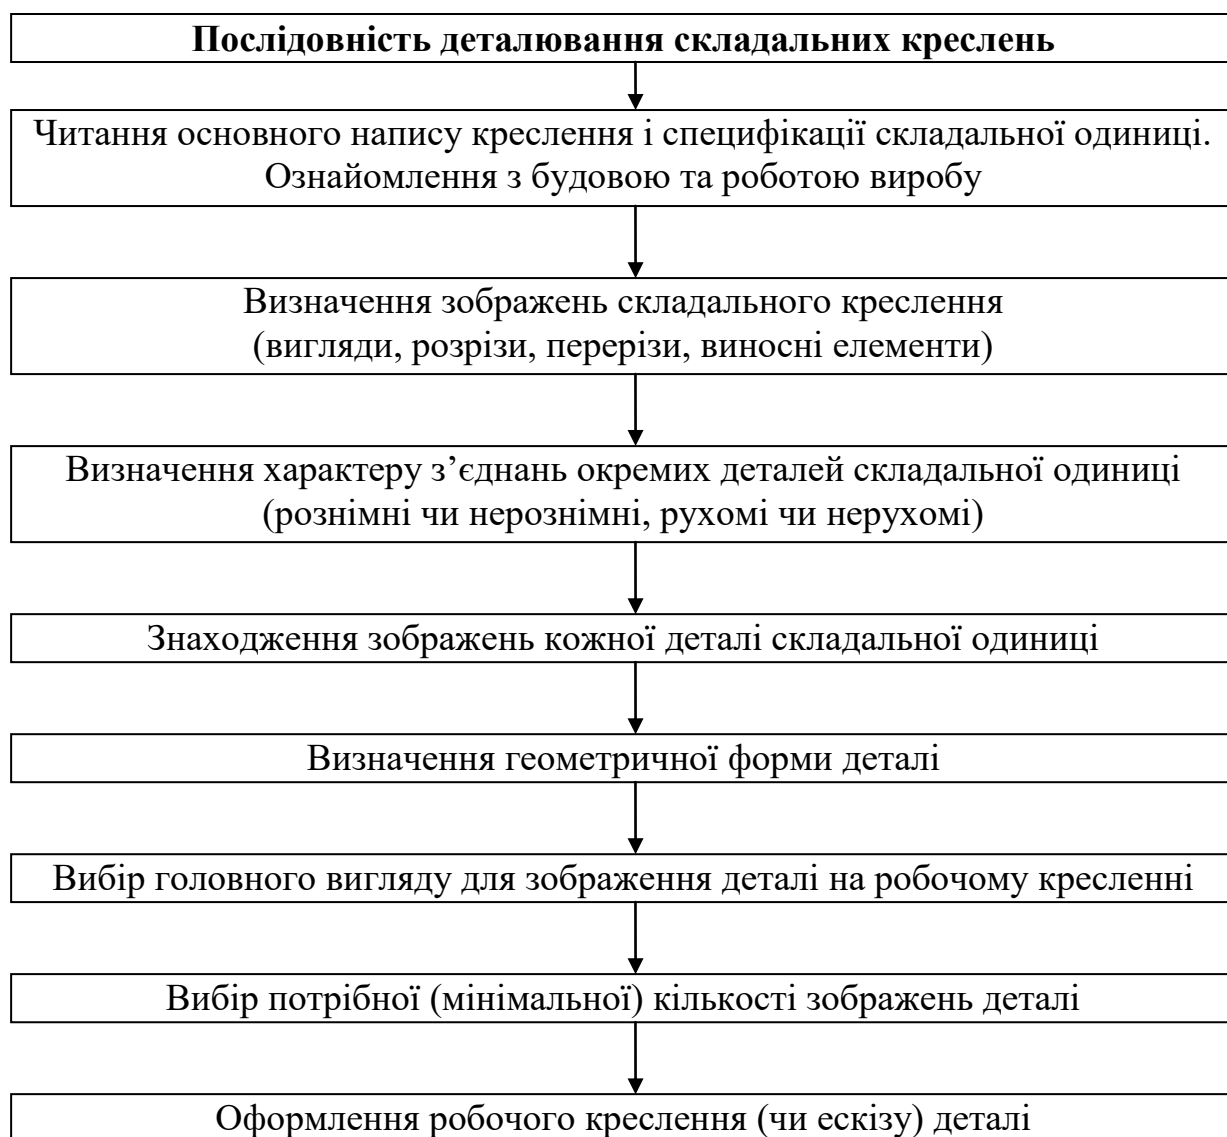 Послідовність деталювання складальних креслень
Читання основного напису креслення і специфікації складальної одиниці.
Ознайомлення з будовою та роботою виробу
Визначення зображень складального креслення
(вигляди, розрізи, перерізи, виносні елементи)
Визначення характеру з’єднань окремих деталей складальної одиниці
(рознімні чи нерознімні, рухомі чи нерухомі)
Знаходження зображень кожної деталі складальної одиниці
Визначення геометричної форми деталі
Вибір головного вигляду для зображення деталі на робочому кресленні
Вибір потрібної (мінімальної) кількості зображень деталі
Оформлення робочого креслення (чи ескізу) деталі